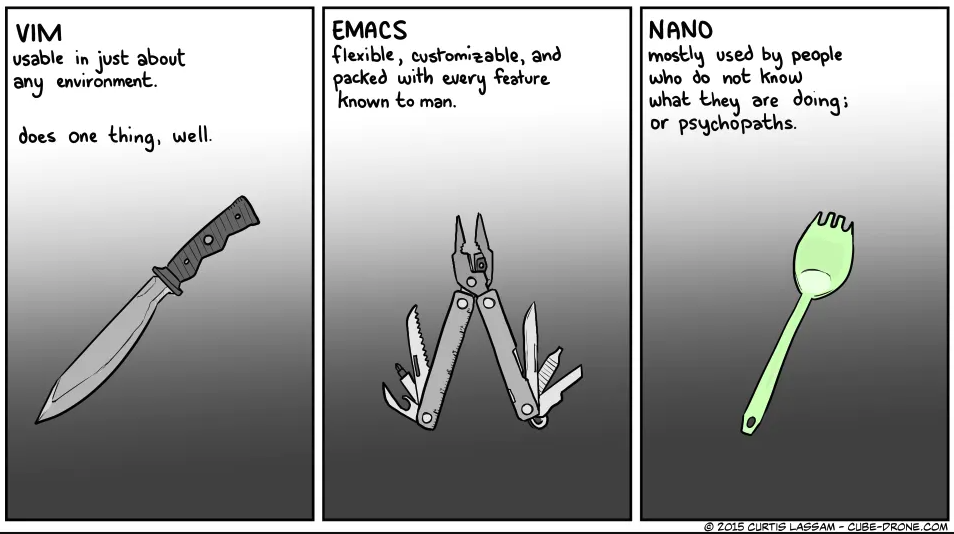 VIM
usable in just about
any environment.
does one thing, well.
EMACS
flexible, customizable, and
packed with every feature
known to man.
NANO
mostly used by people
who do not know
what they are doing;
or psychopaths.
© 2015 CURTIS LASSAM - CUBE-DRONE.COM